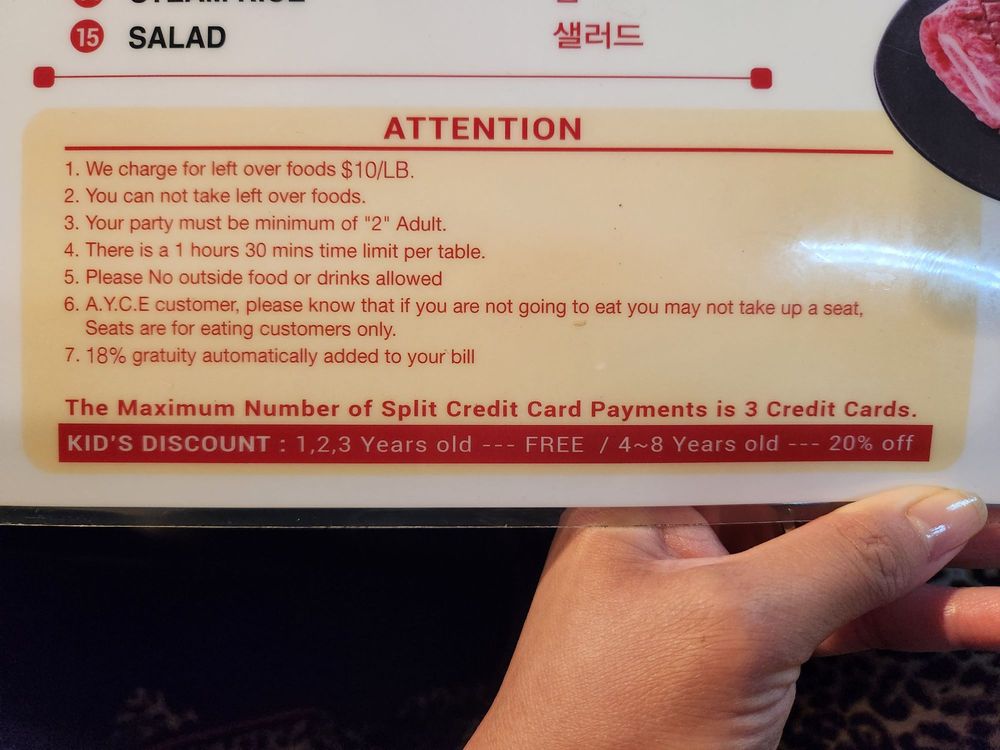 STEAM RICE
15 SALAD 샐러드
ATTENTION
1. We charge for left over foods $10/LB.
2. You can not take left over foods.
3. Your party must be minimum of "2" Adult.
4. There is a 1 hours 30 mins time limit per table.
5. Please No outside food or drinks allowed
6. A.Y.C.E customer, please know that if you are not going to eat you may not take up a seat,
Seats are for eating customers only.
7. 18% gratuity automatically added to your bill
The Maximum Number of Split Credit Card Payments is 3 Credit Cards.
KID'S DISCOUNT : 1,2,3 Years old --- FREE / 4~8 Years old --- 20% off